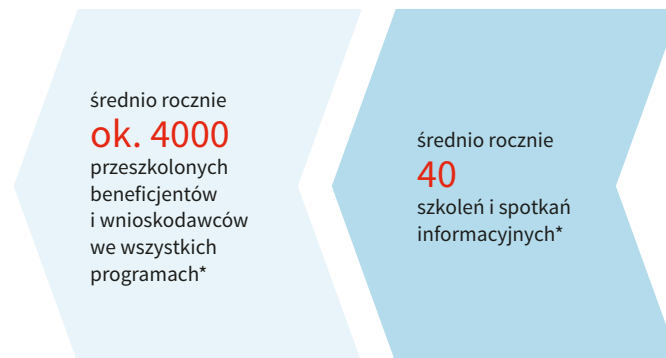 średnio rocznie
ok. 4000
przeszkolonych
beneficjentów
i wnioskodawców
we wszystkich
programach*
średnio rocznie
40
szkoleń i spotkań
informacyjnych*